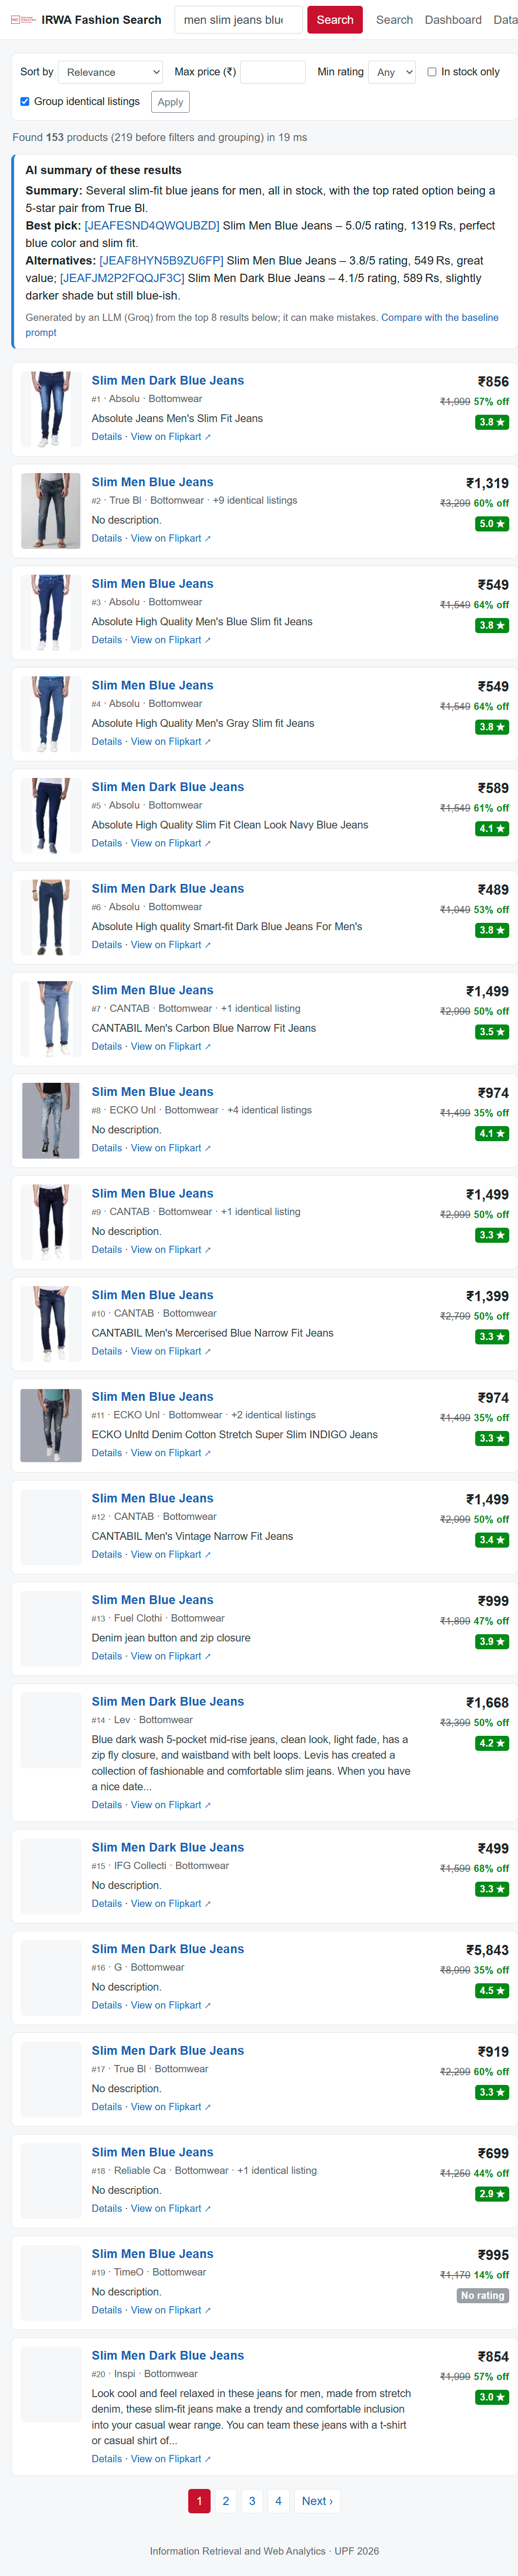 IRWA Fashion Search
men slim jeans blu
Search
Search
Dashboard
Data
Sort by
Relevance
Max price (₹)
Min rating
Any
In stock only
Group identical listings
Apply
Found 153 products (219 before filters and grouping) in 19 ms
AI summary of these results
Summary: Several slim-fit blue jeans for men, all in stock, with the top rated option being a
5-star pair from True Bl.
Best pick: [JEAFESND4QWQUBZD] Slim Men Blue Jeans – 5.0/5 rating, 1319 Rs, perfect
blue color and slim fit.
Alternatives: [JEAF8HYN5B9ZU6FP] Slim Men Blue Jeans – 3.8/5 rating, 549 Rs, great
value; [JEAFJM2P2FQQJF3C] Slim Men Dark Blue Jeans – 4.1/5 rating, 589 Rs, slightly
darker shade but still blue-ish.
Generated by an LLM (Groq) from the top 8 results below; it can make mistakes. Compare with the baseline
prompt
Slim Men Dark Blue Jeans
₹856
#1 · Absolu · Bottomwear
₹1,999 57% off
Absolute Jeans Men's Slim Fit Jeans
3.8 ★
Details · View on Flipkart ↗
Slim Men Blue Jeans
₹1,319
#2 · True Bl · Bottomwear · +9 identical listings
₹3,299 60% off
No description.
5.0 ★
Details · View on Flipkart ↗
Slim Men Blue Jeans
₹549
#3 · Absolu · Bottomwear
₹1,549 64% off
Absolute High Quality Men's Blue Slim fit Jeans
3.8 ★
Details · View on Flipkart ↗
Slim Men Blue Jeans
₹549
#4 · Absolu · Bottomwear
₹1,549 64% off
Absolute High Quality Men's Gray Slim fit Jeans
3.8 ★
Details · View on Flipkart ↗
Slim Men Dark Blue Jeans
₹589
#5 · Absolu · Bottomwear
₹1,549 61% off
Absolute High Quality Slim Fit Clean Look Navy Blue Jeans
4.1 ★
Details · View on Flipkart ↗
Slim Men Dark Blue Jeans
₹489
#6 · Absolu · Bottomwear
₹1,049 53% off
Absolute High quality Smart-fit Dark Blue Jeans For Men's
3.8 ★
Details · View on Flipkart ↗
Slim Men Blue Jeans
₹1,499
#7 · CANTAB · Bottomwear · +1 identical listing
₹2,999 50% off
CANTABIL Men's Carbon Blue Narrow Fit Jeans
3.5 ★
Details · View on Flipkart ↗
Slim Men Blue Jeans
₹974
#8 · ECKO Unl · Bottomwear · +4 identical listings
₹1,499 35% off
No description.
4.1 ★
Details · View on Flipkart ↗
Slim Men Blue Jeans
₹1,499
#9 · CANTAB · Bottomwear · +1 identical listing
₹2,999 50% off
No description.
3.3 ★
Details · View on Flipkart ↗
Slim Men Blue Jeans
₹1,399
#10 · CANTAB · Bottomwear
₹2,799 50% off
CANTABIL Men's Mercerised Blue Narrow Fit Jeans
3.3 ★
Details · View on Flipkart ↗
Slim Men Blue Jeans
₹974
#11 · ECKO Unl · Bottomwear · +2 identical listings
₹1,499 35% off
ECKO Unltd Denim Cotton Stretch Super Slim INDIGO Jeans
3.3 ★
Details · View on Flipkart ↗
Slim Men Blue Jeans
₹1,499
#12 · CANTAB · Bottomwear
₹2,999 50% off
CANTABIL Men's Vintage Narrow Fit Jeans
3.4 ★
Details · View on Flipkart ↗
Slim Men Blue Jeans
₹999
#13 · Fuel Clothi · Bottomwear
₹1,899 47% off
Denim jean button and zip closure
3.9 ★
Details · View on Flipkart ↗
Slim Men Dark Blue Jeans
₹1,668
#14 · Lev · Bottomwear
₹3,399 50% off
Blue dark wash 5-pocket mid-rise jeans, clean look, light fade, has a
4.2 ★
zip fly closure, and waistband with belt loops. Levis has created a
collection of fashionable and comfortable slim jeans. When you have
a nice date...
Details · View on Flipkart ↗
Slim Men Dark Blue Jeans
₹499
#15 · IFG Collecti · Bottomwear
₹1,599 68% off
No description.
3.3 ★
Details · View on Flipkart ↗
Slim Men Dark Blue Jeans
₹5,843
#16 · G · Bottomwear
₹8,990 35% off
No description.
4.5 ★
Details · View on Flipkart ↗
Slim Men Dark Blue Jeans
₹919
#17 · True Bl · Bottomwear
₹2,299 60% off
No description.
3.3 ★
Details · View on Flipkart ↗
Slim Men Blue Jeans
₹699
#18 · Reliable Ca · Bottomwear · +1 identical listing
₹1,250 44% off
No description.
2.9 ★
Details · View on Flipkart ↗
Slim Men Blue Jeans
₹995
#19 · TimeO · Bottomwear
₹1,170 14% off
No description.
No rating
Details · View on Flipkart ↗
Slim Men Dark Blue Jeans
₹854
#20 · Inspi · Bottomwear
₹1,999 57% off
Look cool and feel relaxed in these jeans for men, made from stretch
3.0 ★
denim, these slim-fit jeans make a trendy and comfortable inclusion
into your casual wear range. You can team these jeans with a t-shirt
or casual shirt of...
Details · View on Flipkart ↗
1
2
3
4
Next ›
Information Retrieval and Web Analytics · UPF 2026